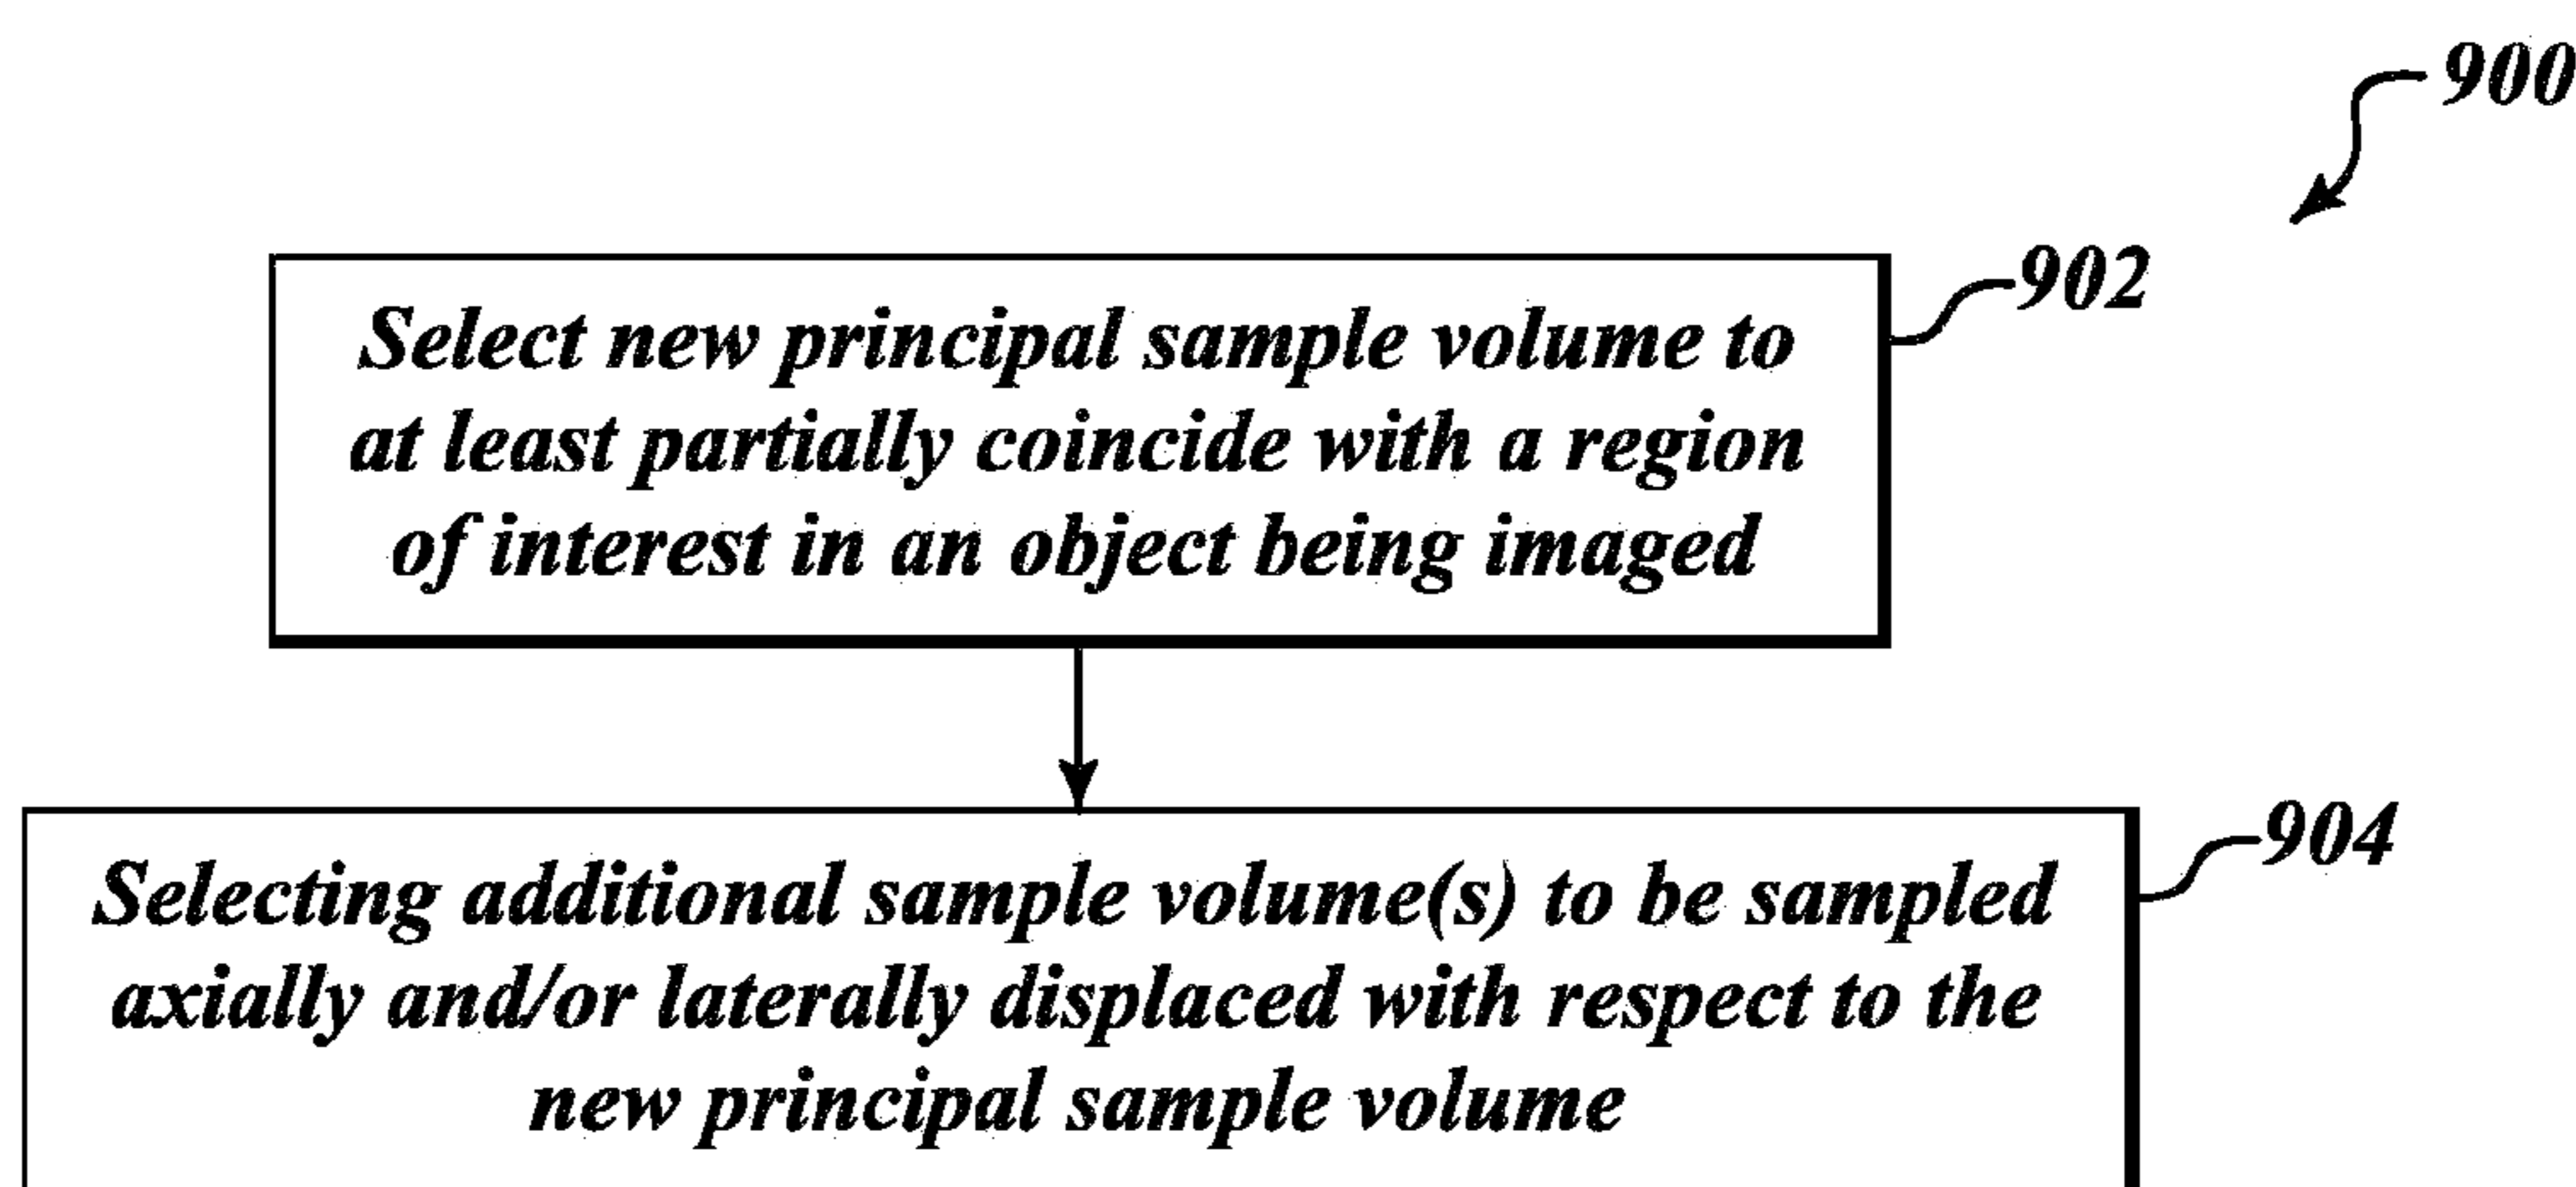 900
902
Select new principal sample volume to
at least partially coincide with a region
of interest in an object being imaged
904
Selecting additional sample volume(s) to be sampled
axially and/or laterally displaced with respect to the
new principal sample volume